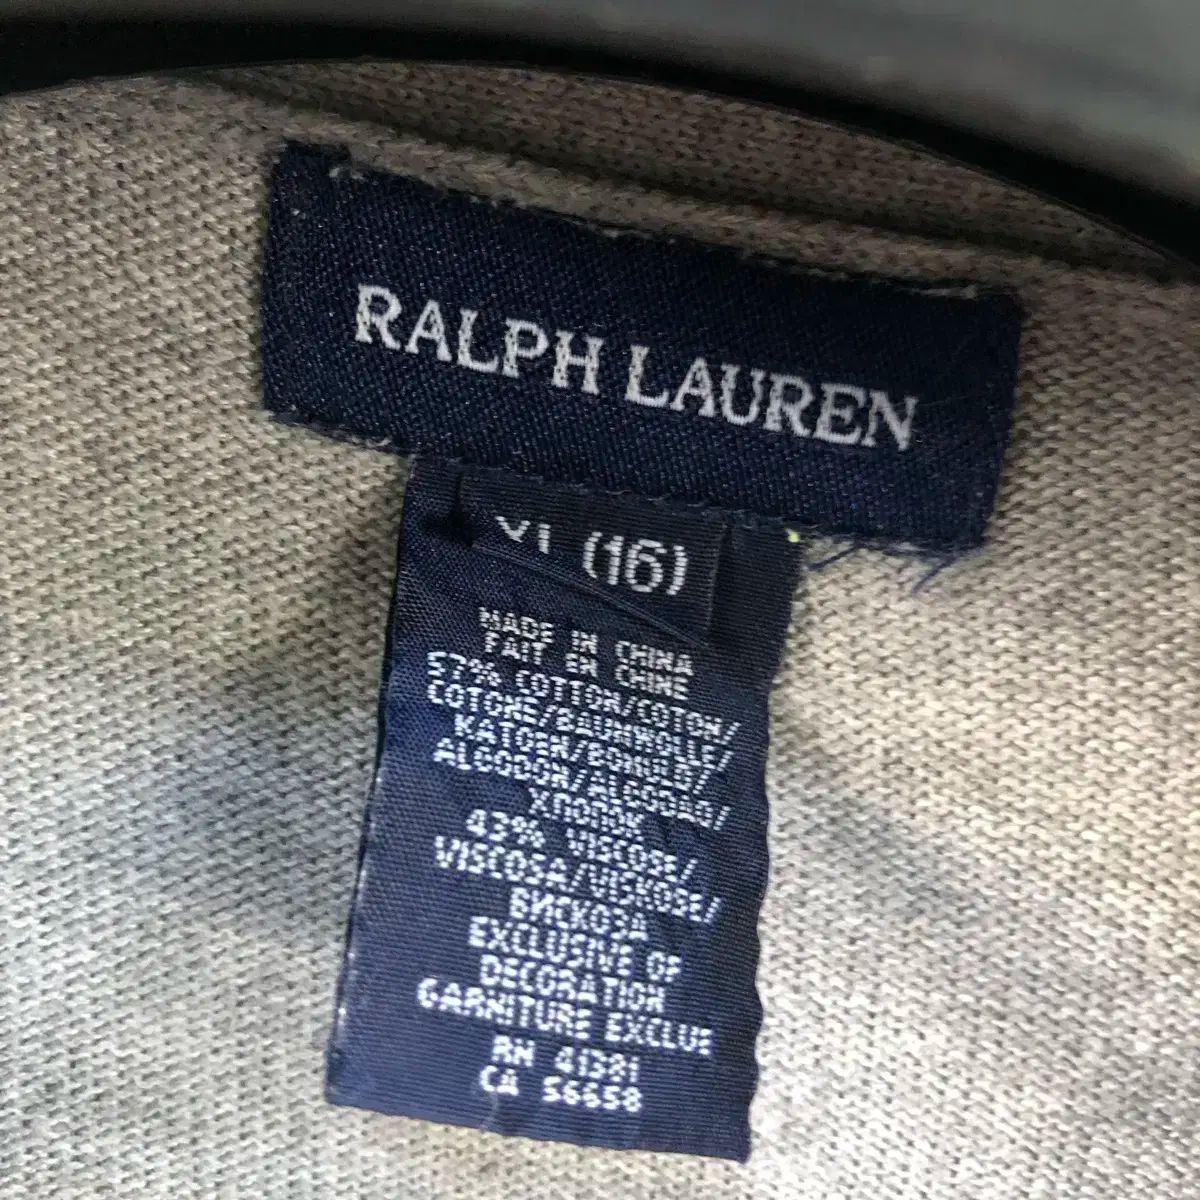 RALPH LAUREN
(16)
MADE IN CHINA
FAIT EN CHINE
57% COTTON/COTON/
COTONE/BAUMWOLLE/
KATOEN/BOMULD/
ALGODON/ALGODAO/
ХЛОПОК
43% VISCOSE/
VISCOSA/VISKOSE/
ВИСКОЗА
EXCLUSIVE OF
DECORATION
GARNITURE EXCLUE
RN 41381
CA 56658